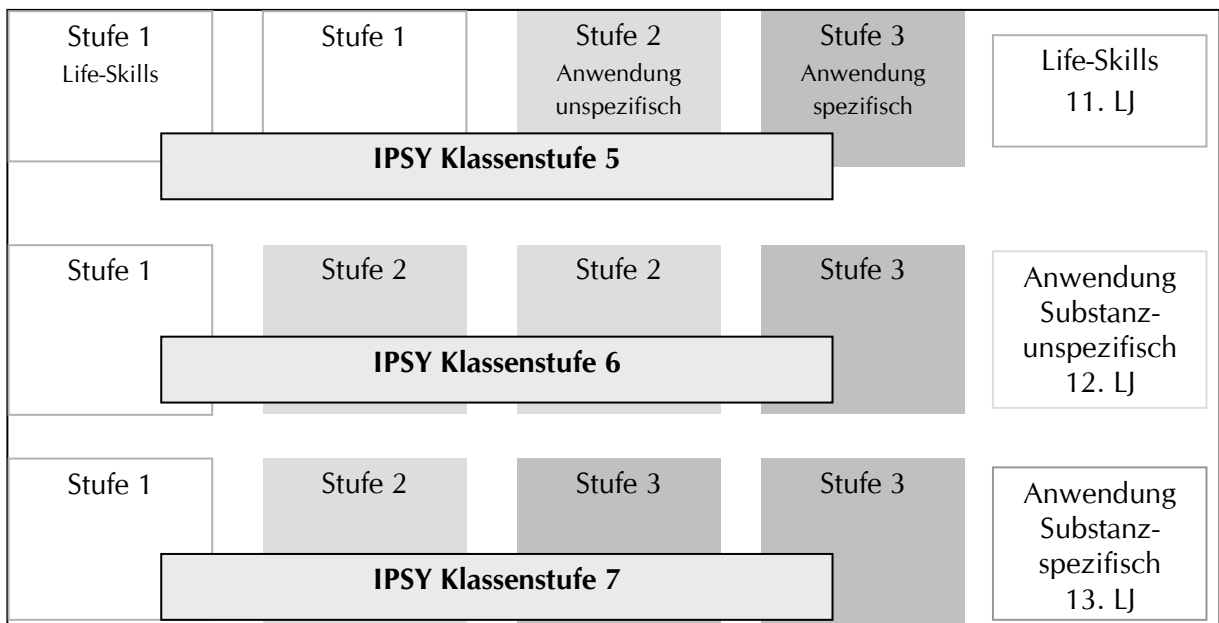 Stufe 1
Life-Skills
Stufe 1
Stufe 2
Anwendung
unspezifisch
Stufe 3
Anwendung
spezifisch
Life-Skills
11. LJ
IPSY Klassenstufe 5
Stufe 1
Stufe 2
Stufe 2
Stufe 3
Anwendung
Substanz-
unspezifisch
12. LJ
IPSY Klassenstufe 6
Stufe 1
Stufe 2
Stufe 3
Stufe 3
Anwendung
Substanz-
spezifisch
13. LJ
IPSY Klassenstufe 7